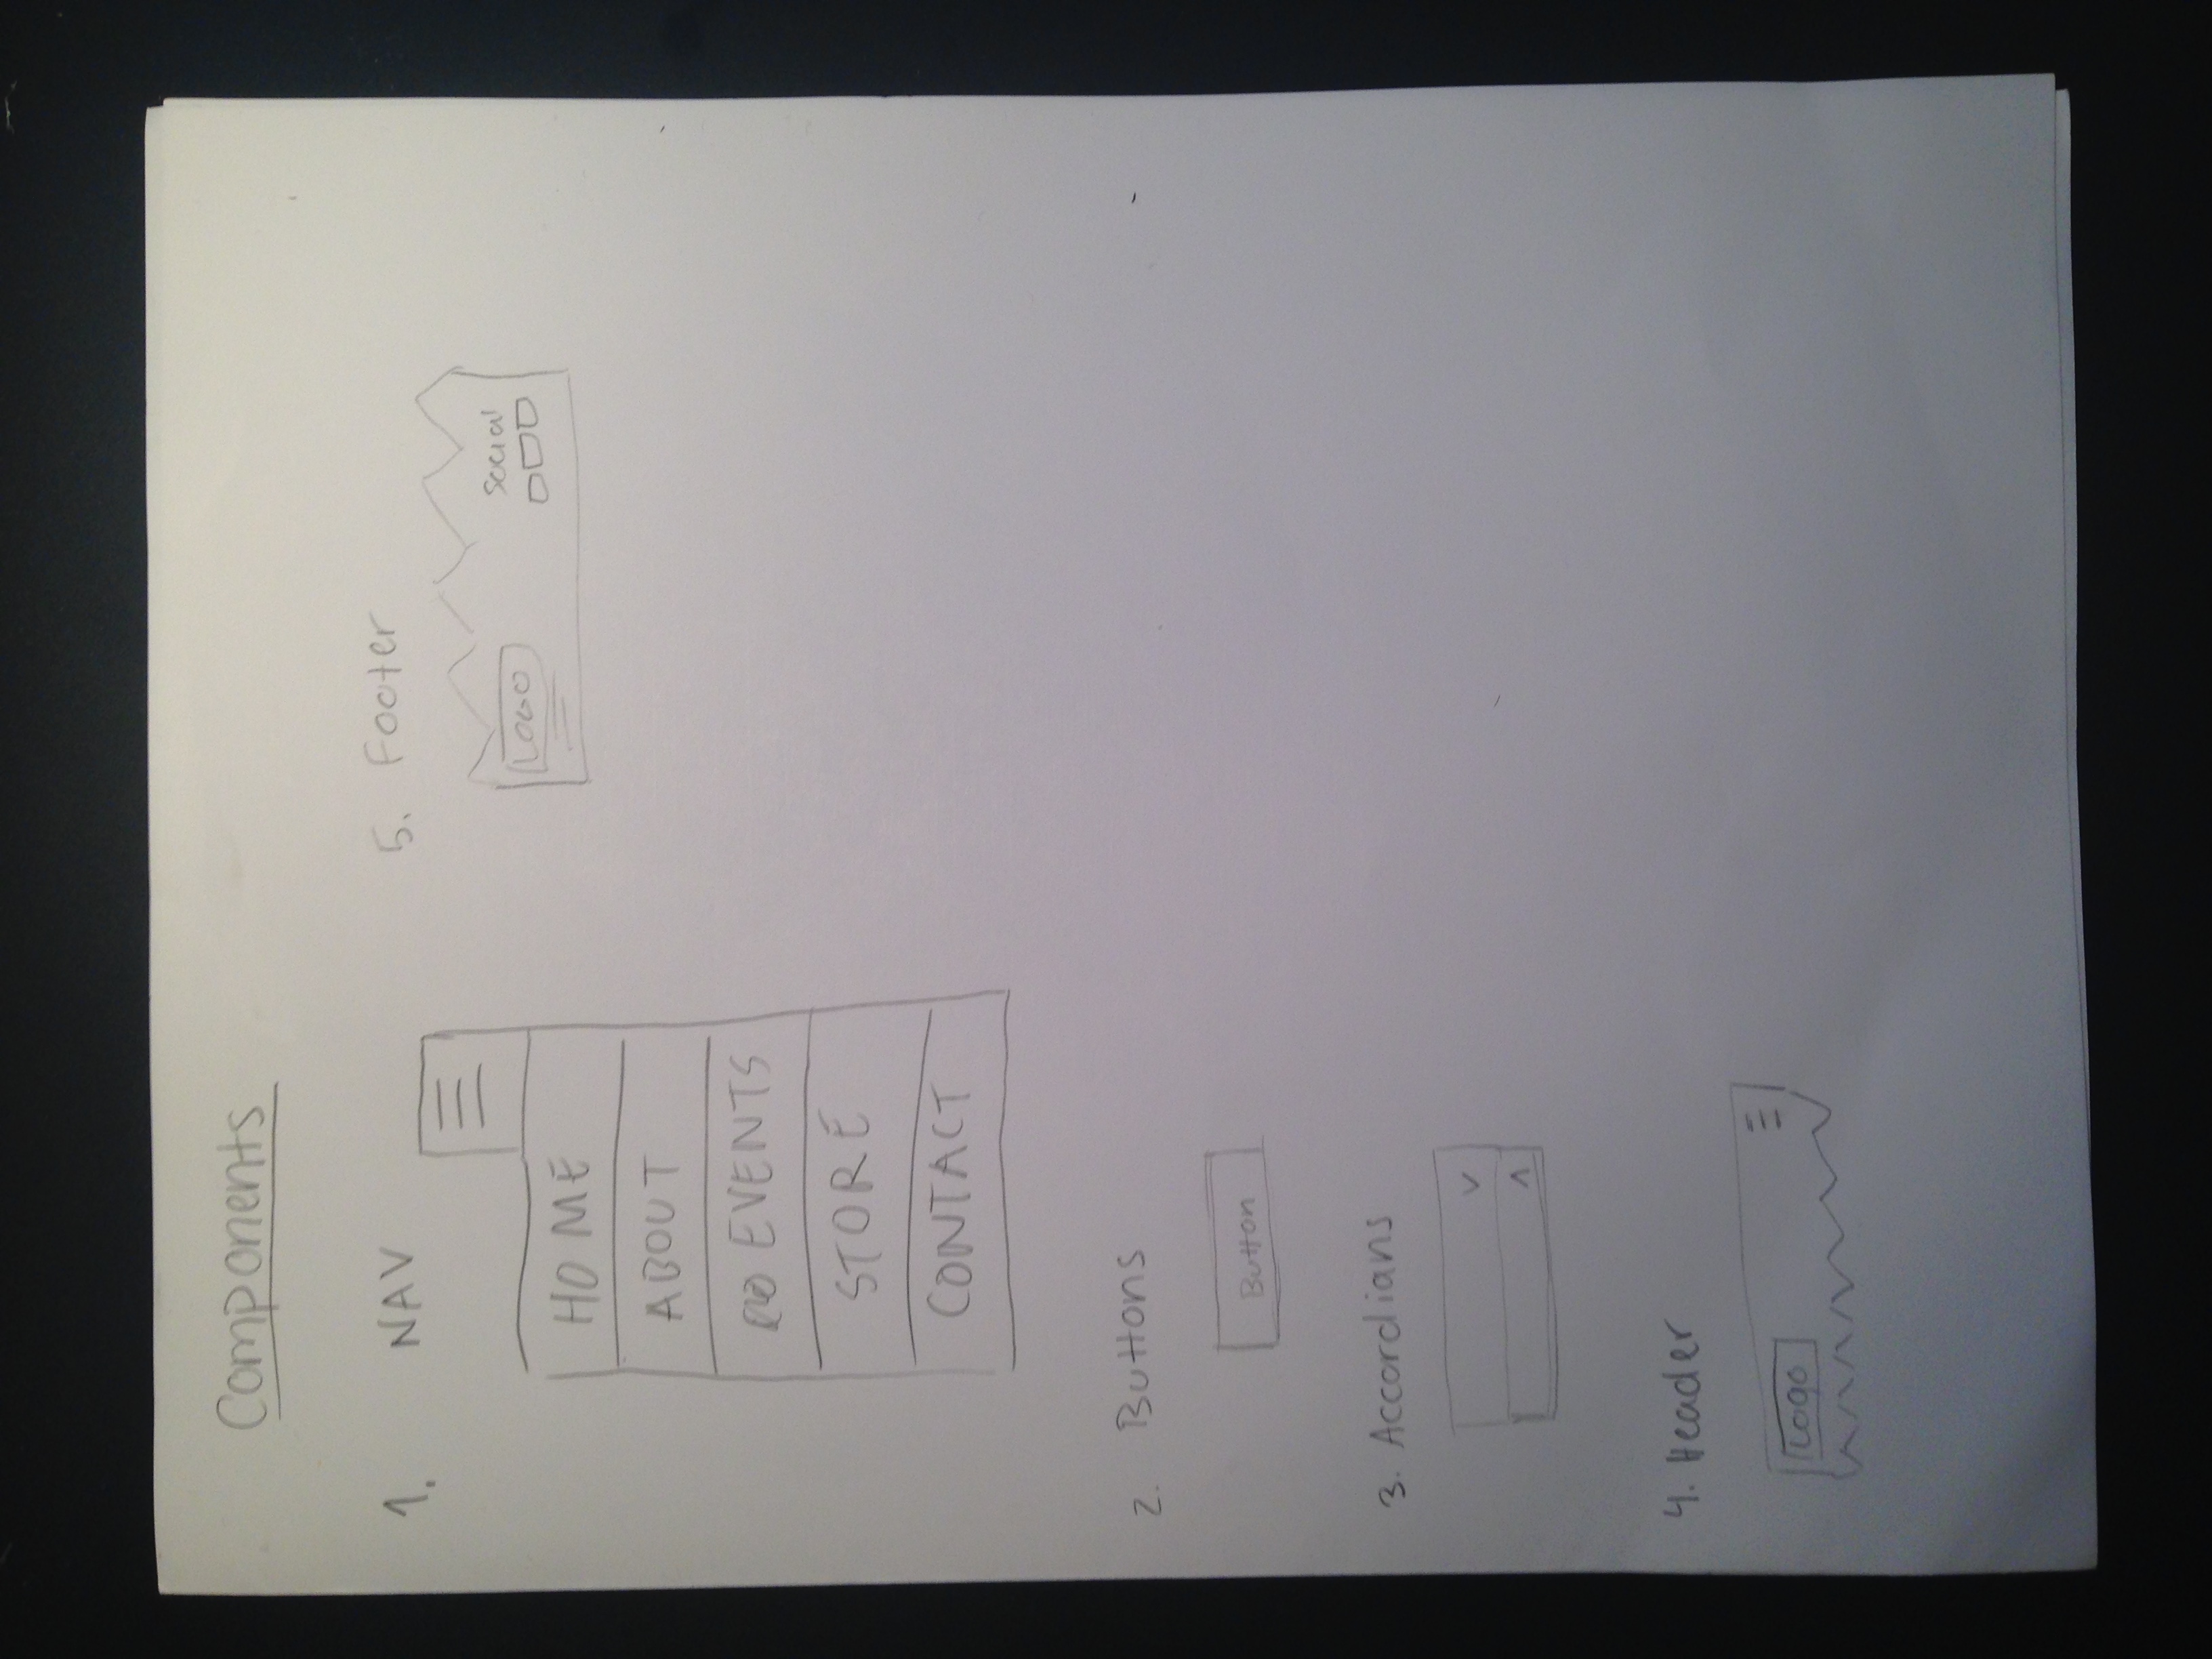 Components
1. NAV
HOME
ABOUT
EVENTS
STORE
CONTACT
2. Buttons
Button
3. Accordians
4. Header
Logo
5. Footer
LOGO
Social